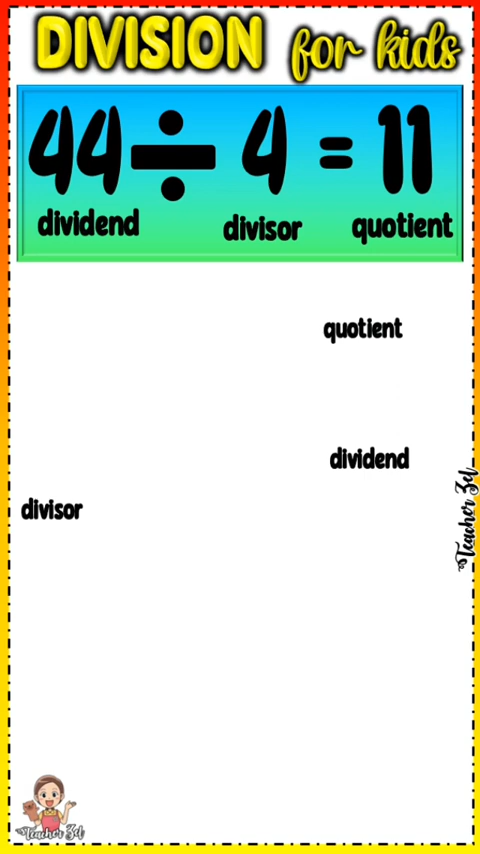 DIVISION for kids
44 ÷ 4 = 11
dividend divisor quotient
quotient
dividend
divisor
Teacher Zel
Teacher Zel